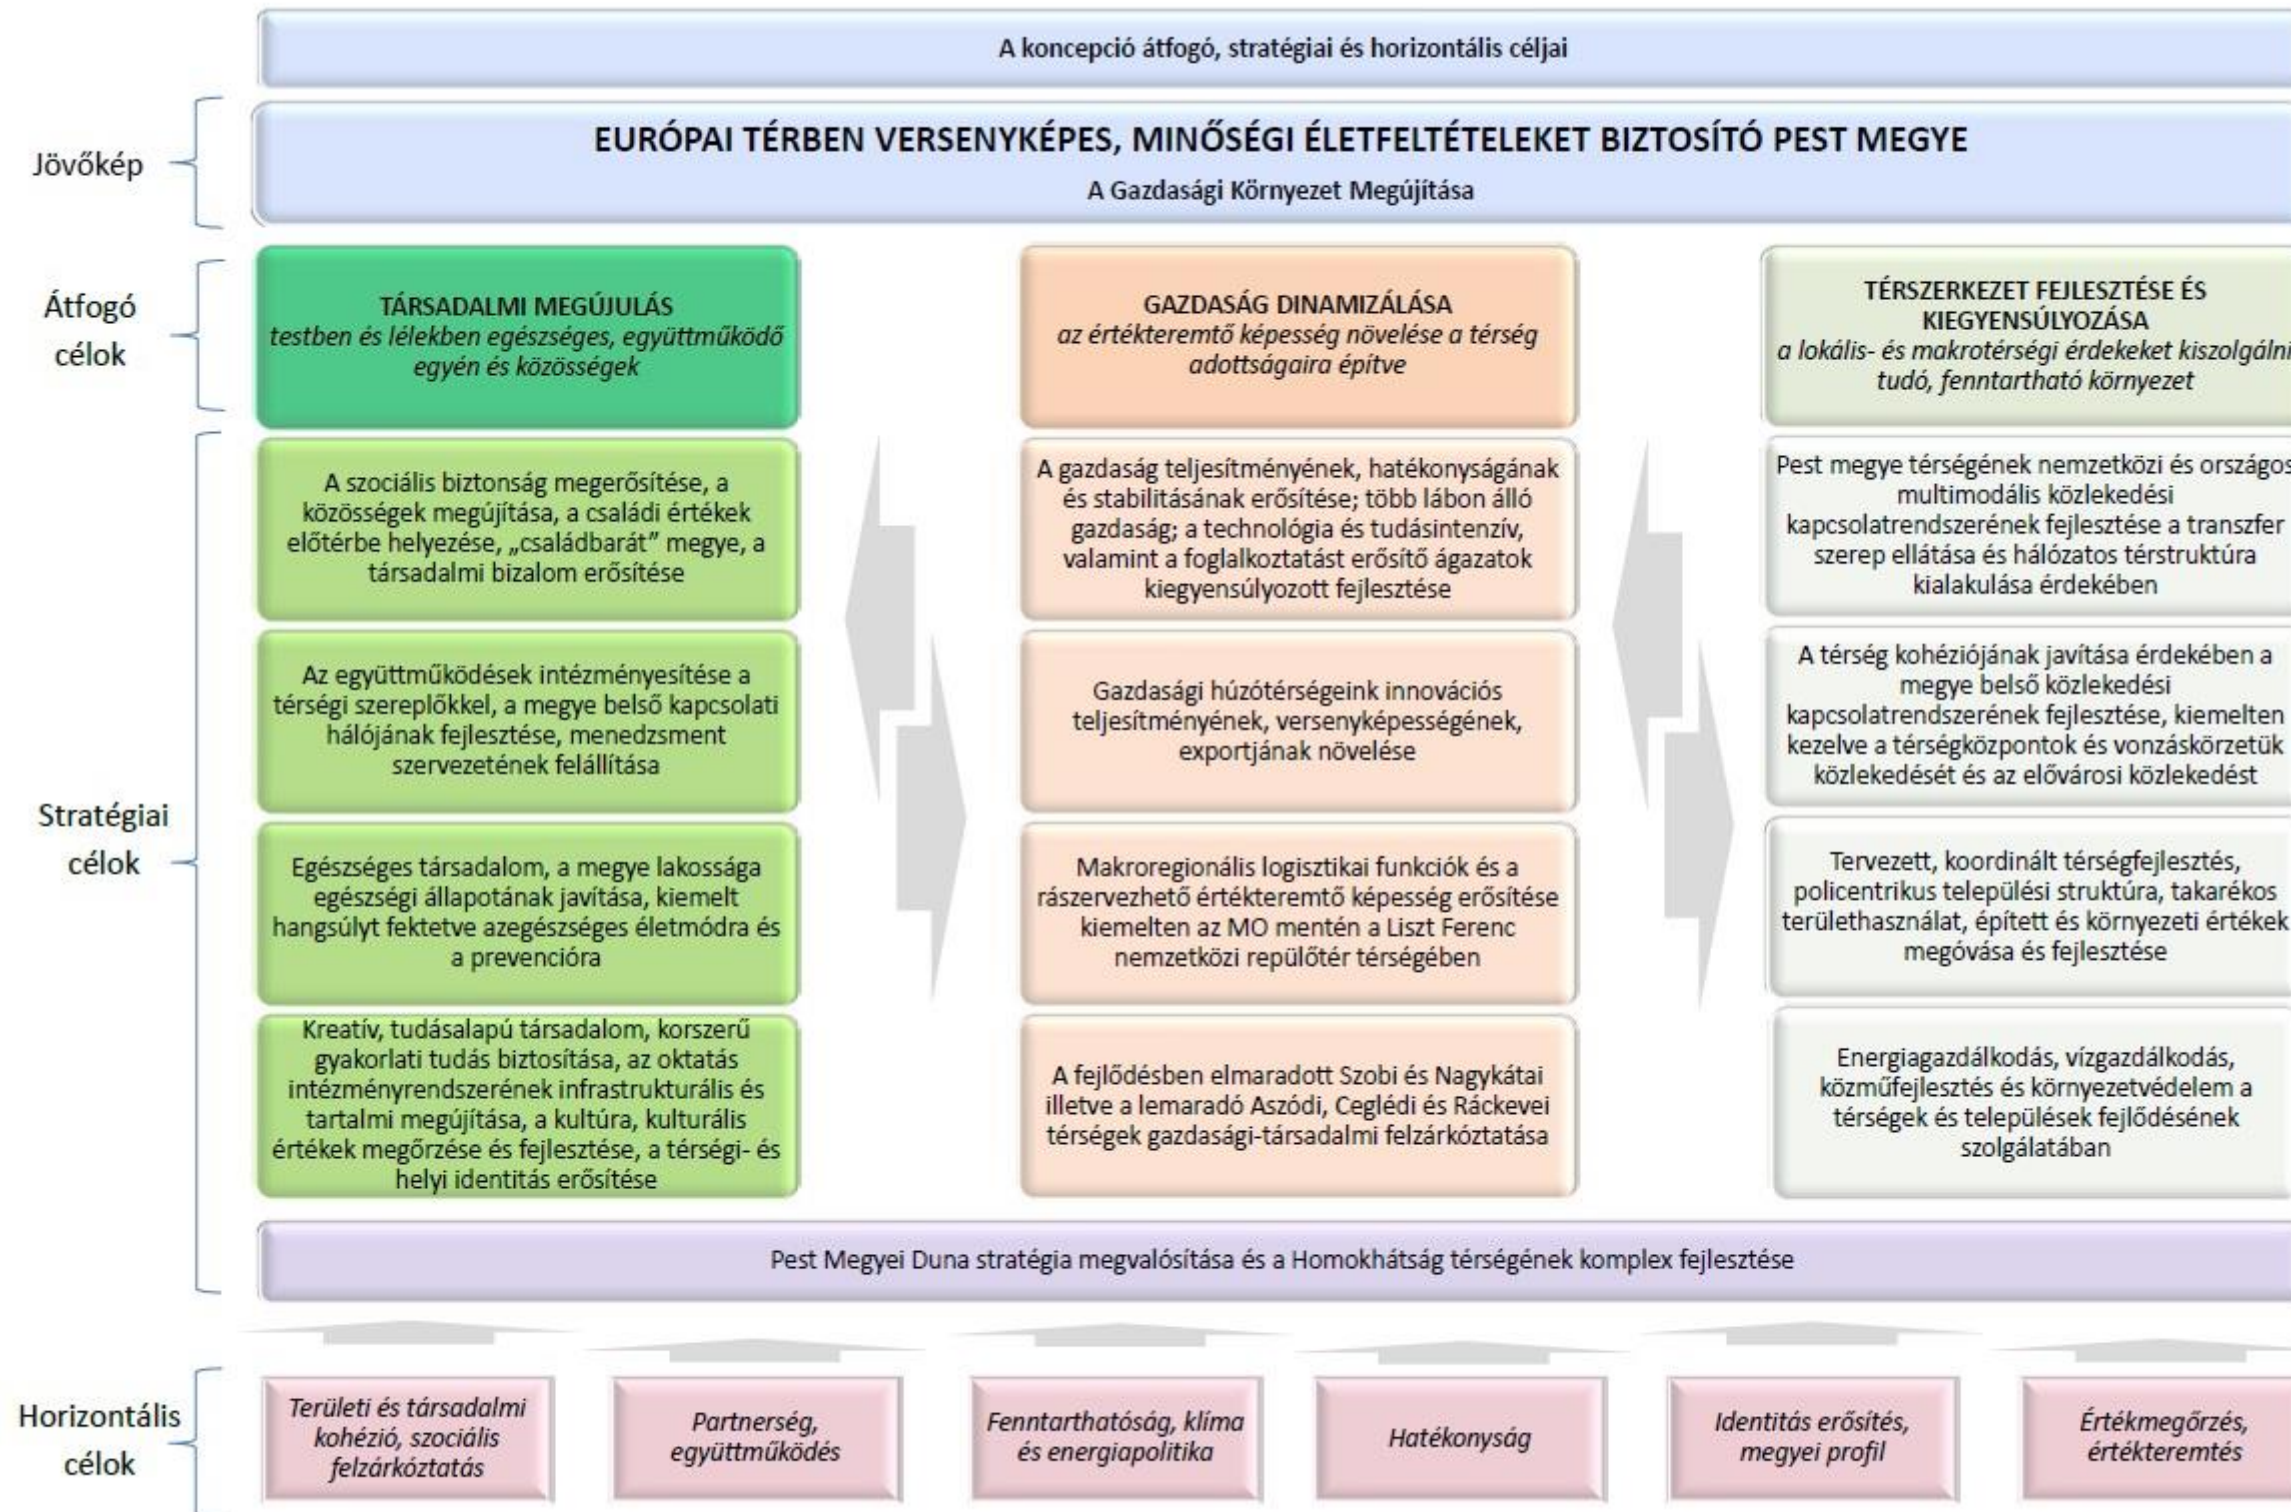 A koncepció átfogó, stratégiai és horizontális céljai
Jövőkép
EURÓPAI TÉRBEN VERSENYKÉPES, MINŐSÉGI ÉLETFELTÉTELEKET BIZTOSÍTÓ PEST MEGYE
A Gazdasági Környezet Megújítása
Átfogó
célok
TÁRSADALMI MEGÚJULÁS
testben és lélekben egészséges, együttműködő
egyén és közösségek
GAZDASÁG DINAMIZÁLÁSA
az értékteremtő képesség növelése a térség
adottságaira építve
TÉRSZERKEZET FEJLESZTÉSE ÉS
KIEGYENSÚLYOZÁSA
a lokális- és makrotérségi érdekeket kiszolgálni
tudó, fenntartható környezet
Stratégiai
célok
A szociális biztonság megerősítése, a
közösségek megújítása, a családi értékek
előtérbe helyezése, „családbarát” megye, a
társadalmi bizalom erősítése
Az együttműködések intézményesítése a
térségi szereplőkkel, a megye belső kapcsolati
hálójának fejlesztése, menedzsment
szervezetének felállítása
Egészséges társadalom, a megye lakossága
egészségi állapotának javítása, kiemelt
hangsúlyt fektetve azegészséges életmódra és
a prevencióra
Kreatív, tudásalapú társadalom, korszerű
gyakorlati tudás biztosítása, az oktatás
intézményrendszerének infrastrukturális és
tartalmi megújítása, a kultúra, kulturális
értékek megőrzése és fejlesztése, a térségi- és
helyi identitás erősítése
A gazdaság teljesítményének, hatékonyságának
és stabilitásának erősítése; több lábon álló
gazdaság; a technológia és tudásintenzív,
valamint a foglalkoztatást erősítő ágazatok
kiegyensúlyozott fejlesztése
Gazdasági húzótérségeink innovációs
teljesítményének, versenyképességének,
exportjának növelése
Makroregionális logisztikai funkciók és a
rászervezhető értékteremtő képesség erősítése
kiemelten az MO mentén a Liszt Ferenc
nemzetközi repülőtér térségében
A fejlődésben elmaradott Szobi és Nagykátai
illetve a lemaradó Aszódi, Ceglédi és Ráckevei
térségek gazdasági-társadalmi felzárkóztatása
Pest megye térségének nemzetközi és országos
multimodális közlekedési
kapcsolatrendszerének fejlesztése a transzfer
szerep ellátása és hálózatos térstruktúra
kialakulása érdekében
A térség kohéziójának javítása érdekében a
megye belső közlekedési
kapcsolatrendszerének fejlesztése, kiemelten
kezelve a térségközpontok és vonzáskörzetük
közlekedését és az elővárosi közlekedést
Tervezett, koordinált térségfejlesztés,
policentrikus települési struktúra, takarékos
területhasználat, épített és környezeti értékek
megóvása és fejlesztése
Energiagazdálkodás, vízgazdálkodás,
közműfejlesztés és környezetvédelem a
térségek és települések fejlődésének
szolgálatában
Pest Megyei Duna stratégia megvalósítása és a Homokhátság térségének komplex fejlesztése
Horizontális
célok
Területi és társadalmi
kohézió, szociális
felzárkóztatás
Partnerség,
együttműködés
Fenntarthatóság, klíma
és energiapolitika
Hatékonyság
Identitás erősítés,
megyei profil
Értékmegőrzés,
értékteremtés